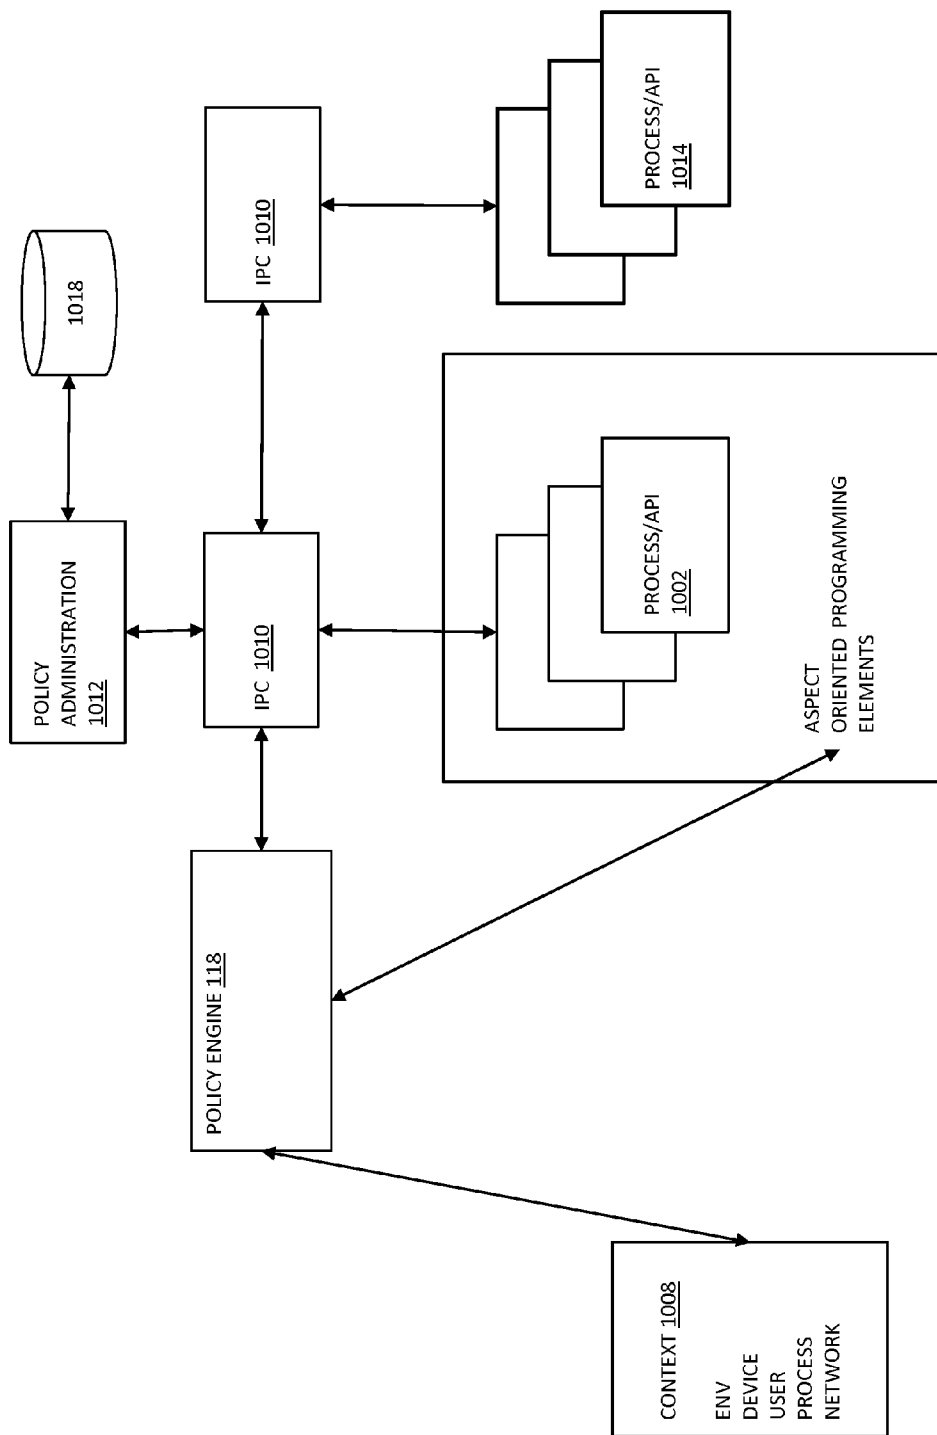 CONTEXT 1008
ENV
DEVICE
USER
PROCESS
NETWORK
POLICY ENGINE 118
POLICY
ADMINISTRATION
1012
IPC 1010
1018
IPC 1010
ASPECT
ORIENTED PROGRAMMING
ELEMENTS
PROCESS/API
1002
PROCESS/API
1014